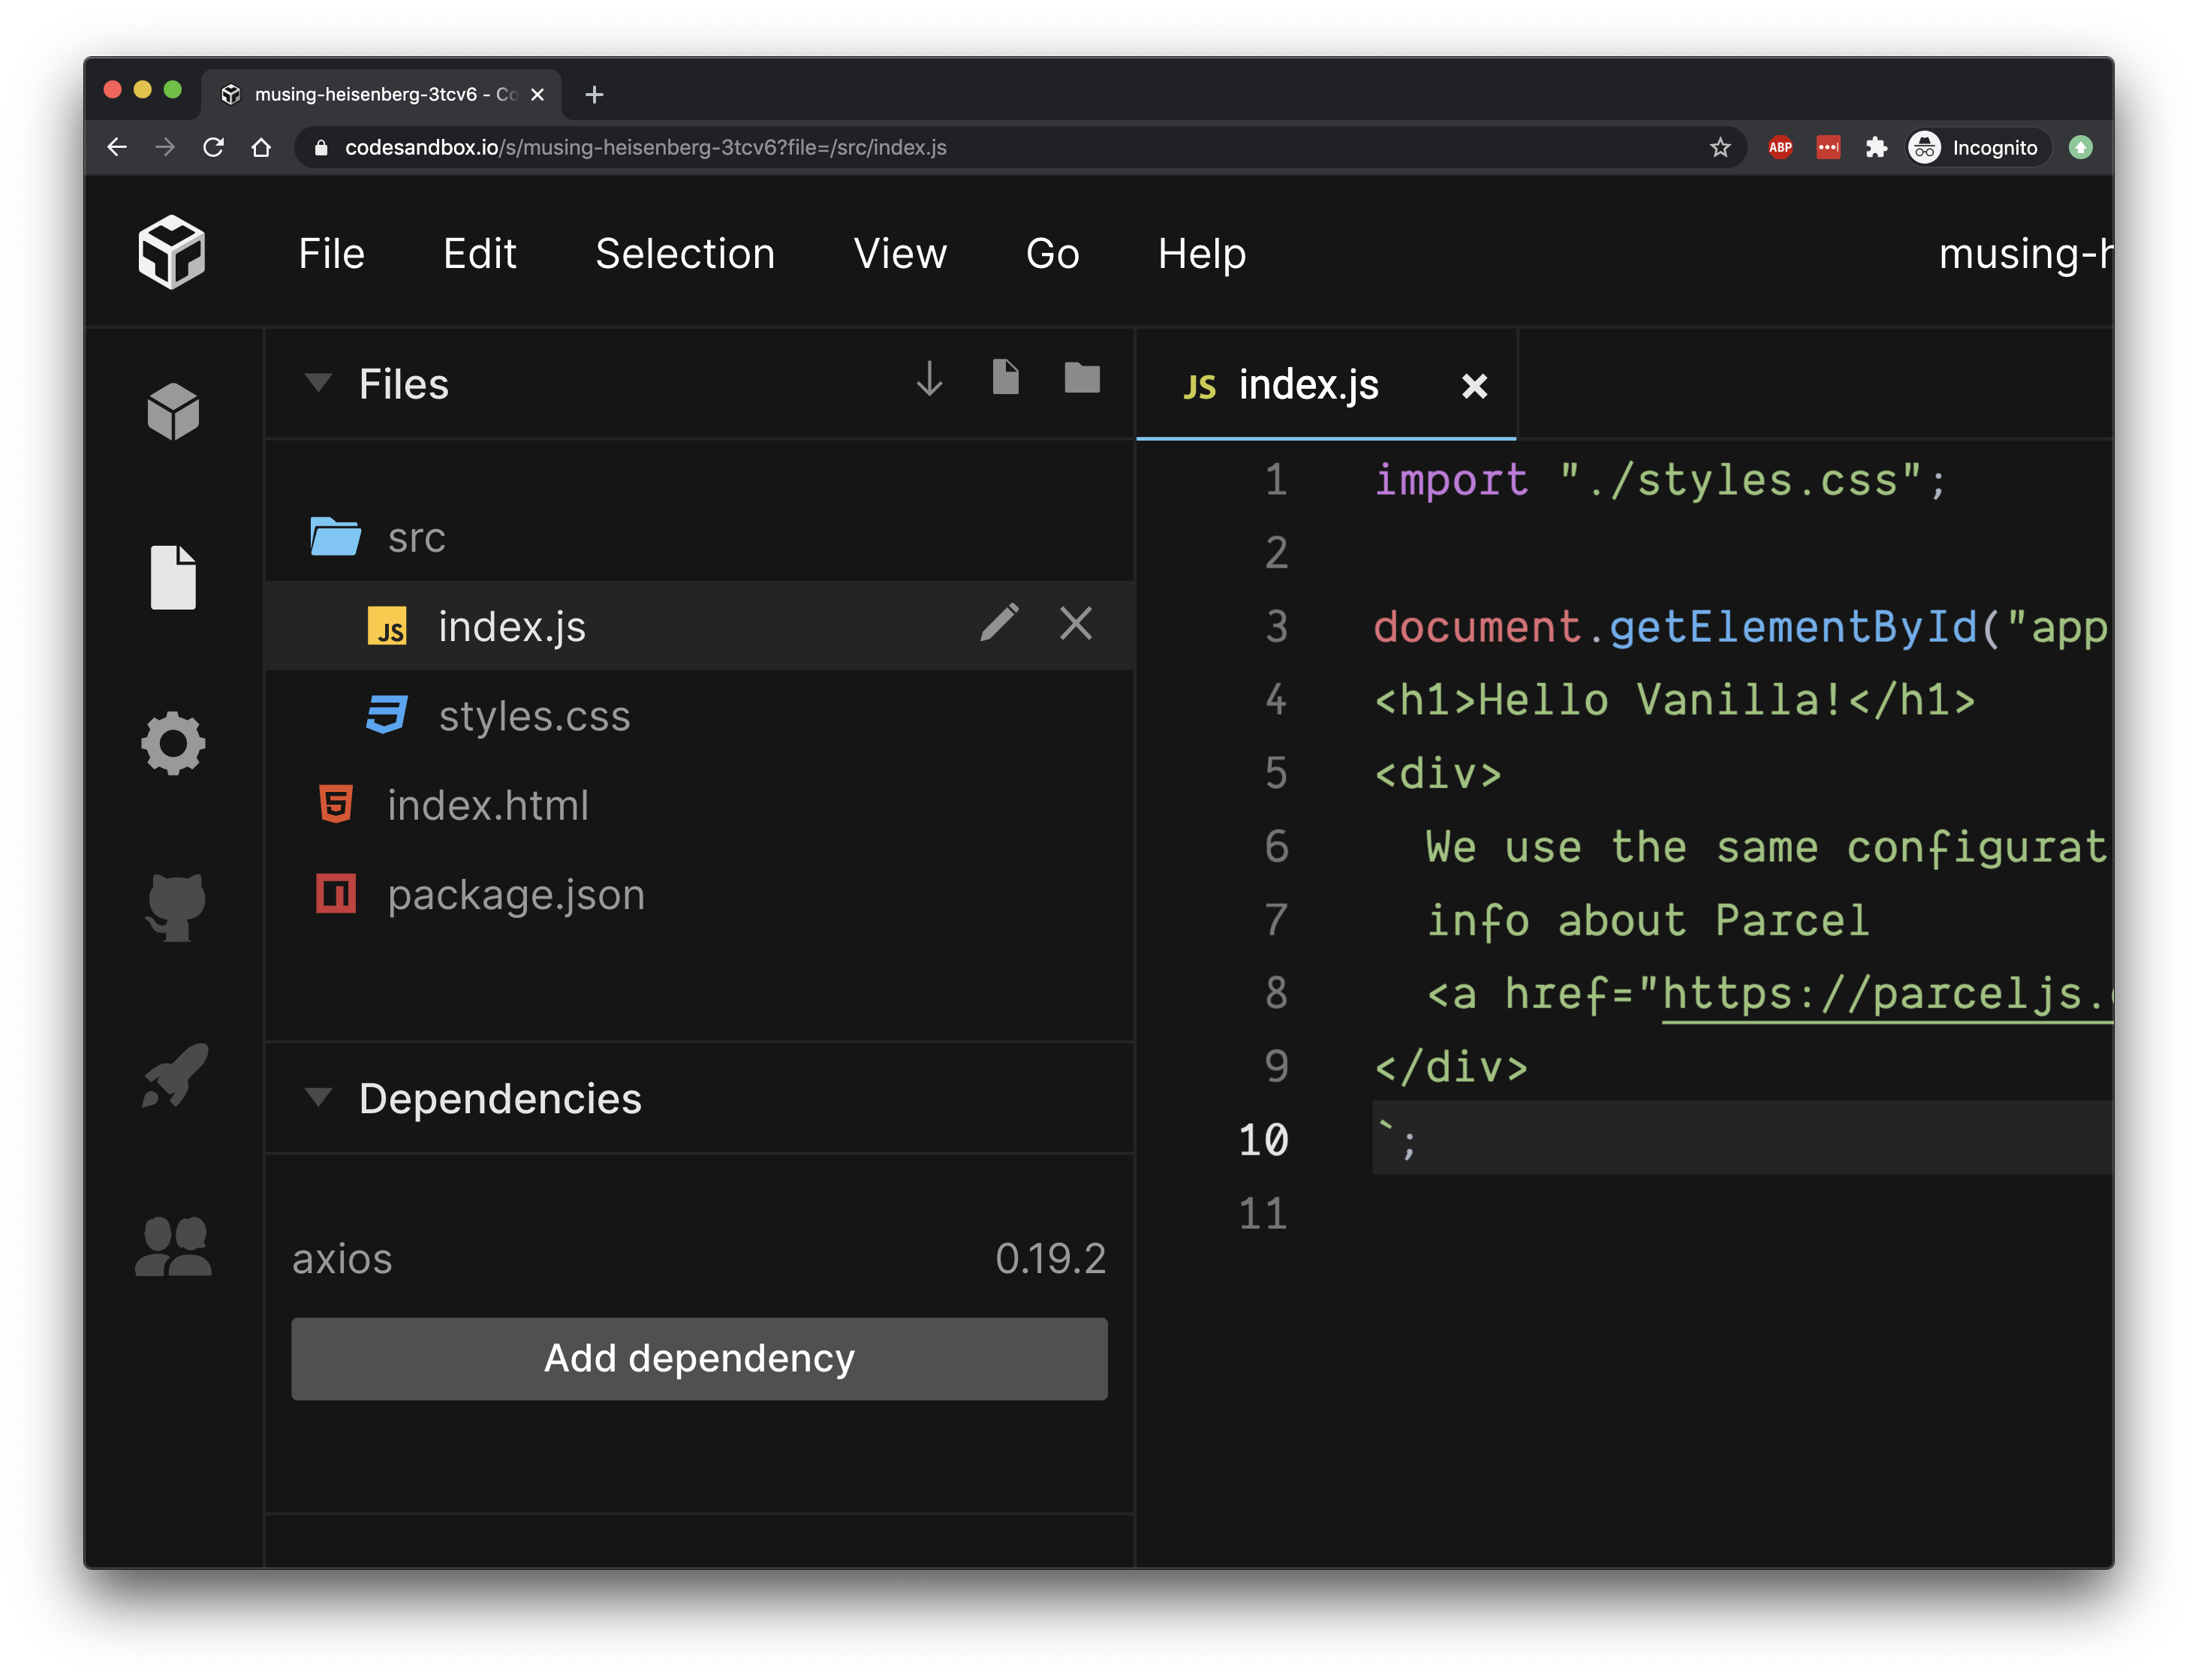 musing-heisenberg-3tcv6 - Co
codesandbox.io/s/musing-heisenberg-3tcv6?file=/src/index.js
ABP
Incognito
File Edit Selection View Go Help musing-h
Files
JS index.js
src
JS index.js
styles.css
5 index.html
package.json
Dependencies
axios 0.19.2
Add dependency
1 import "./styles.css";
2
3 document.getElementById("app
4 <h1>Hello Vanilla!</h1>
5 <div>
6 We use the same configurat
7 info about Parcel
8 <a href="https://parceljs.
9 </div>
10 `;
11